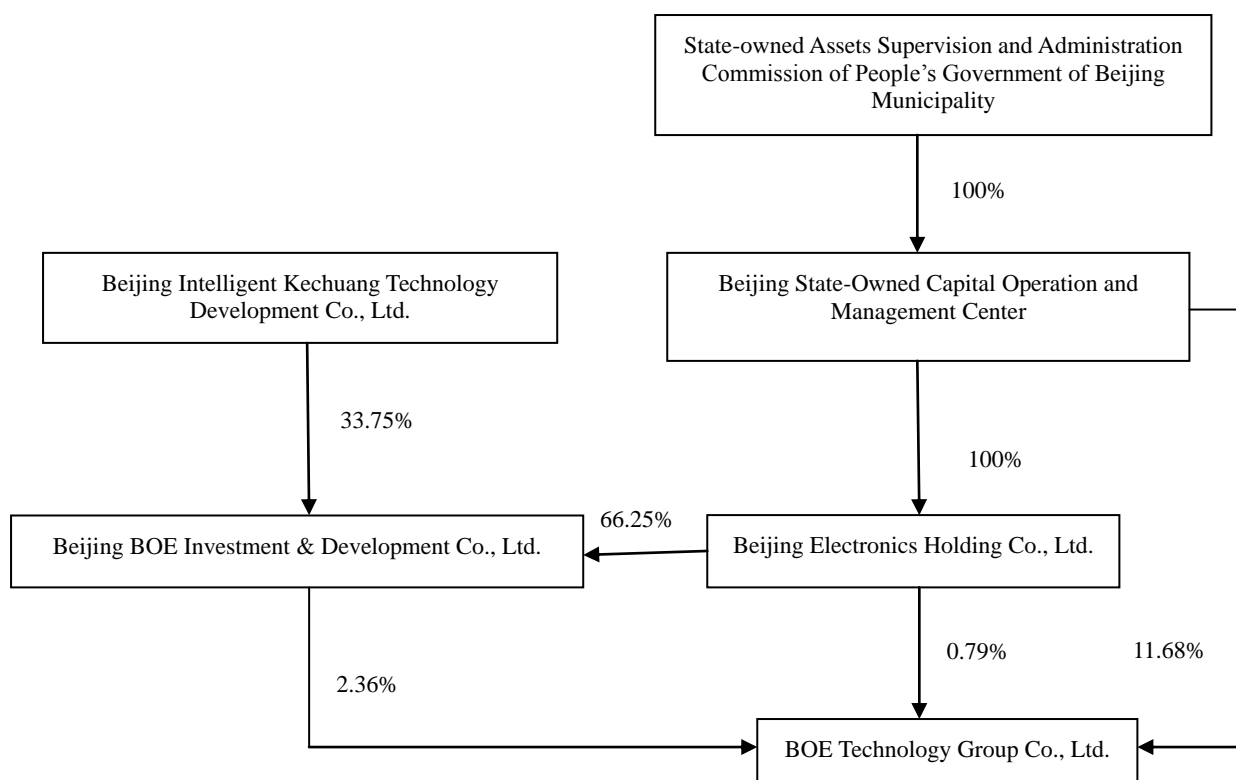 State-owned Assets Supervision and Administration
Commission of People’s Government of Beijing
Municipality
100%
Beijing Intelligent Kechuang Technology
Development Co., Ltd.
Beijing State-Owned Capital Operation and
Management Center
33.75%
100%
66.25%
Beijing BOE Investment & Development Co., Ltd.
Beijing Electronics Holding Co., Ltd.
2.36%
0.79%
11.68%
BOE Technology Group Co., Ltd.